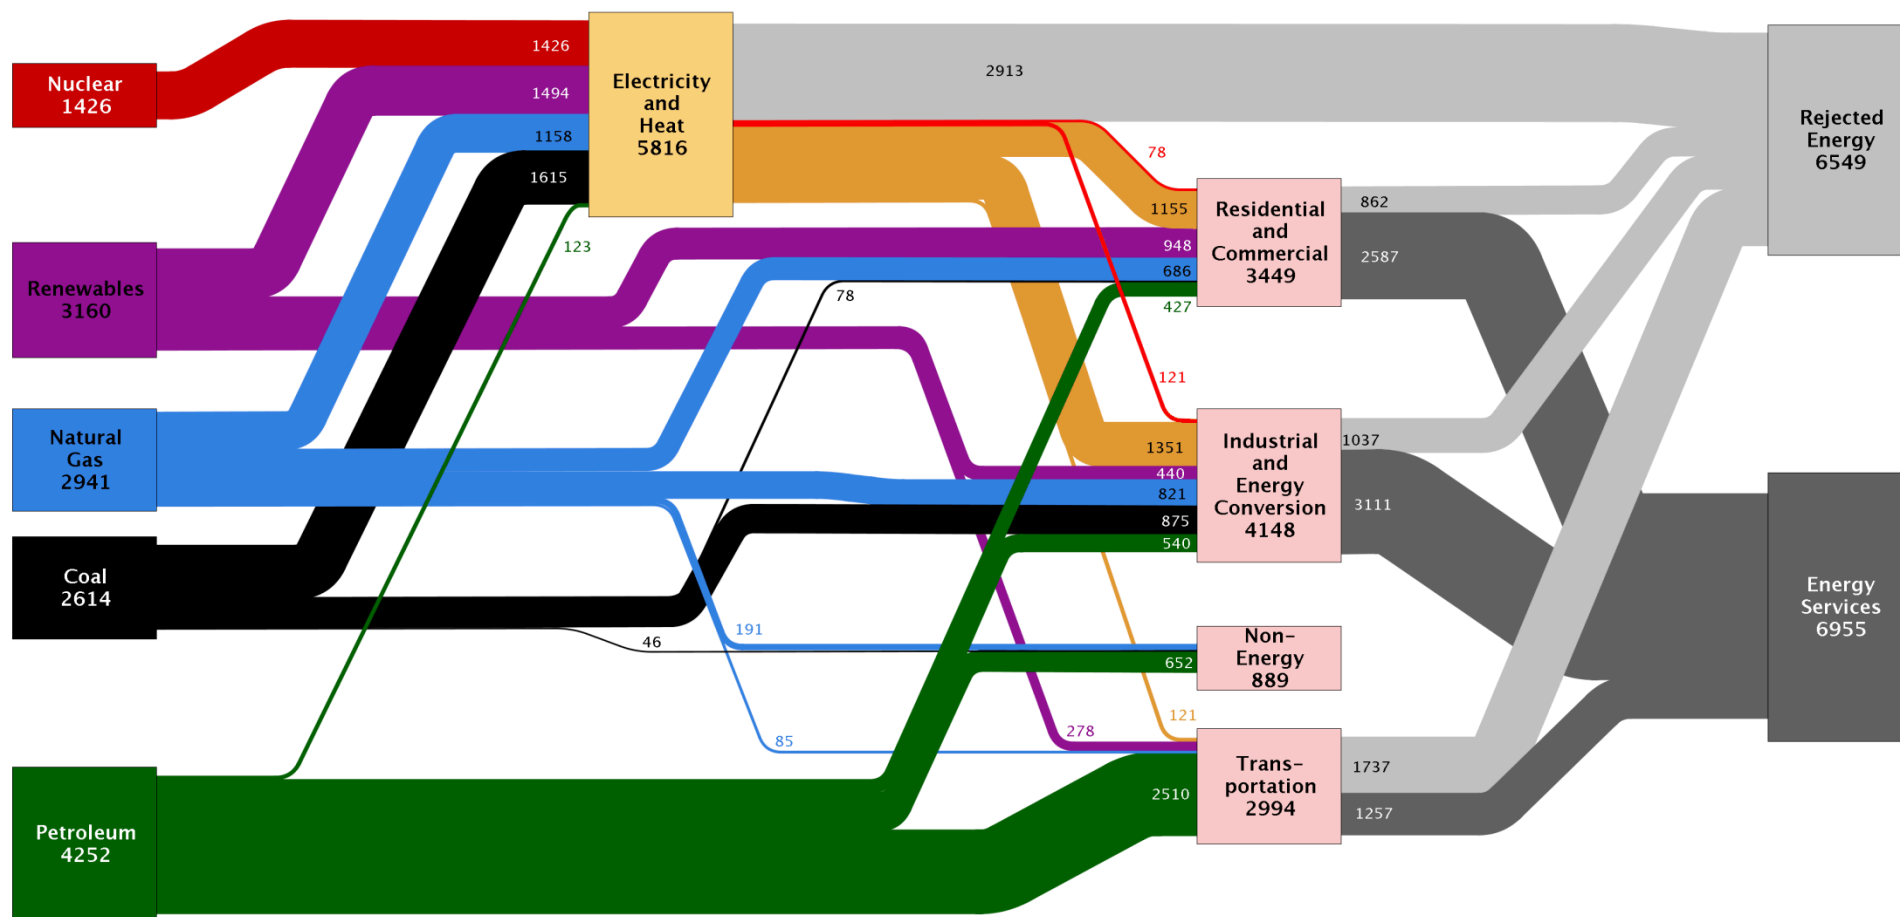 Nuclear
1426
Renewables
3160
Natural
Gas
2941
Coal
2614
Petroleum
4252
1426
1494
1158
1615
123
Electricity
and
Heat
5816
2913
78
1155
948
686
78
427
Residential
and
Commercial
3449
862
2587
121
1351
440
821
875
540
Industrial
and
Energy
Conversion
4148
1037
3111
46
191
652
Non-
Energy
889
85
278
121
2510
Trans-
portation
2994
1737
1257
Rejected
Energy
6549
Energy
Services
6955